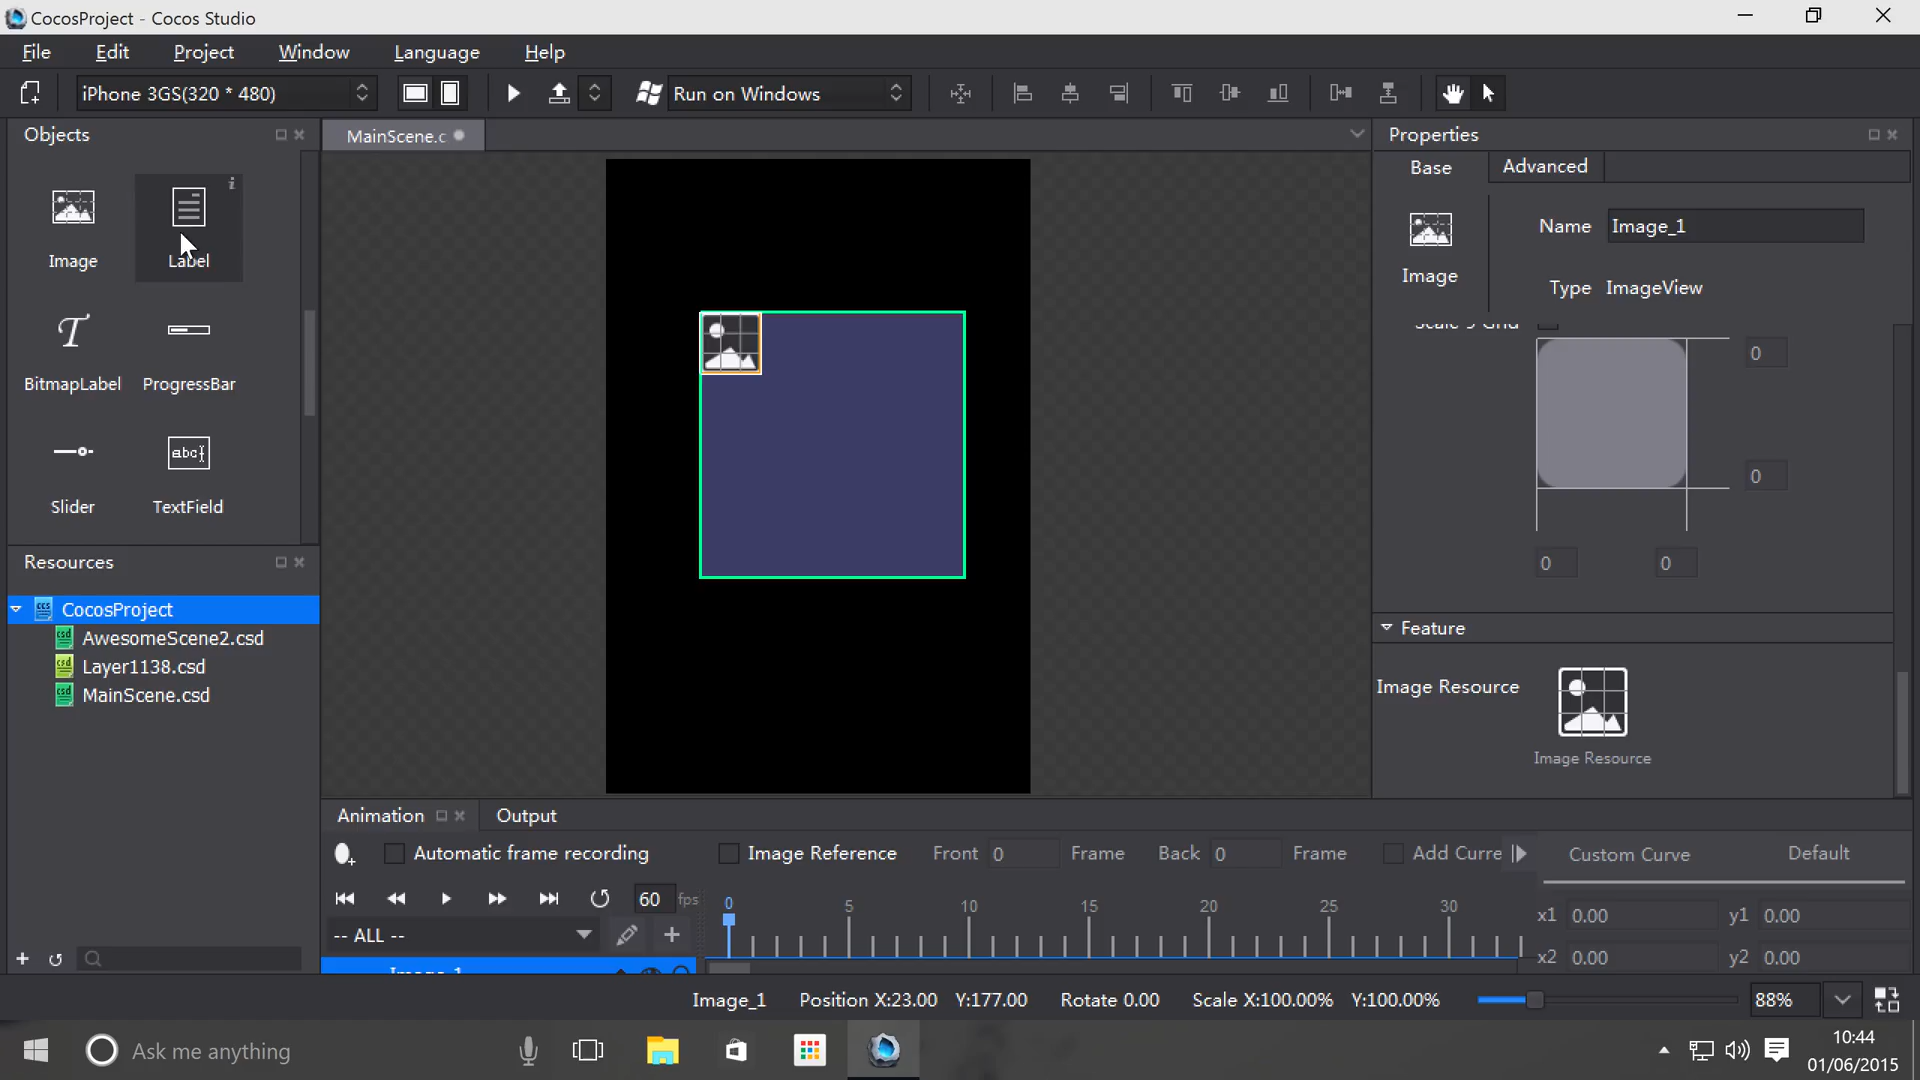 CocosProject - Cocos Studio
File Edit Project Window Language Help
iPhone 3GS(320 * 480) Run on Windows
Objects
Image Label
BitmapLabel ProgressBar
abc
Slider TextField
Resources
CocosProject
AwesomeScene2.csd
Layer1138.csd
MainScene.csd
MainScene.c
Properties
Base Advanced
Image
Name Image_1
Type ImageView
Scale 9 Grid
0
0
0 0
Feature
Image Resource
Image Resource
Animation Output
Automatic frame recording Image Reference Front 0 Frame Back 0 Frame Add Curre Custom Curve Default
60 fps 0 5 10 15 20 25 30
x1 0.00 y1 0.00
-- ALL --
x2 0.00 y2 0.00
Image_1
Image_1 Position X:23.00 Y:177.00 Rotate 0.00 Scale X:100.00% Y:100.00% 88%
Ask me anything
10:44
01/06/2015